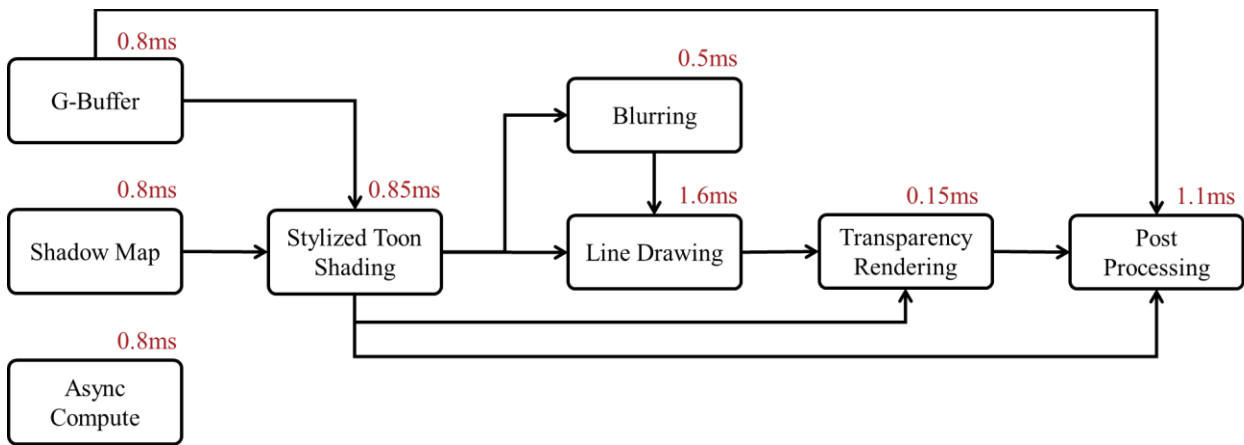 0.8ms
G-Buffer
0.5ms
Blurring
0.8ms
Shadow Map
0.85ms
Stylized Toon
Shading
1.6ms
Line Drawing
0.15ms
Transparency
Rendering
1.1ms
Post
Processing
0.8ms
Async
Compute